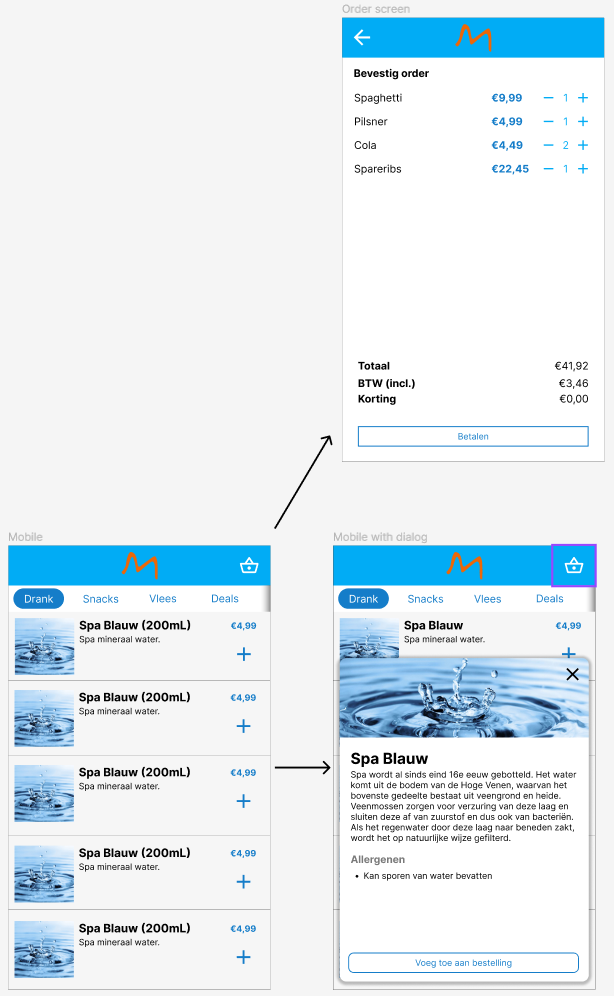 Order screen
Bevestig order
Spaghetti €9,99 — 1 +
Pilsner €4,99 — 1 +
Cola €4,49 — 2 +
Spareribs €22,45 — 1 +
Totaal €41,92
BTW (incl.) €3,46
Korting €0,00
Betalen
Mobile
Drank Snacks Vlees Deals
Spa Blauw (200mL) €4,99
Spa mineraal water.
+
Spa Blauw (200mL) €4,99
Spa mineraal water.
+
Spa Blauw (200mL) €4,99
Spa mineraal water.
+
Spa Blauw (200mL) €4,99
Spa mineraal water.
+
Spa Blauw (200mL) €4,99
Spa mineraal water.
+
Mobile with dialog
Drank Snacks Vlees Deals
Spa Blauw €4,99
Spa mineraal water.
+
Spa Blauw
Spa wordt al sinds eind 16e eeuw gebotteld. Het water
komt uit de bodem van de Hoge Venen, waarvan het
bovenste gedeelte bestaat uit veengrond en heide.
Veenmossen zorgen voor verzuring van deze laag en
sluiten deze af van zuurstof en dus ook van bacteriën.
Als het regenwater door deze laag naar beneden zakt,
wordt het op natuurlijke wijze gefilterd.
Allergenen
• Kan sporen van water bevatten
Voeg toe aan bestelling